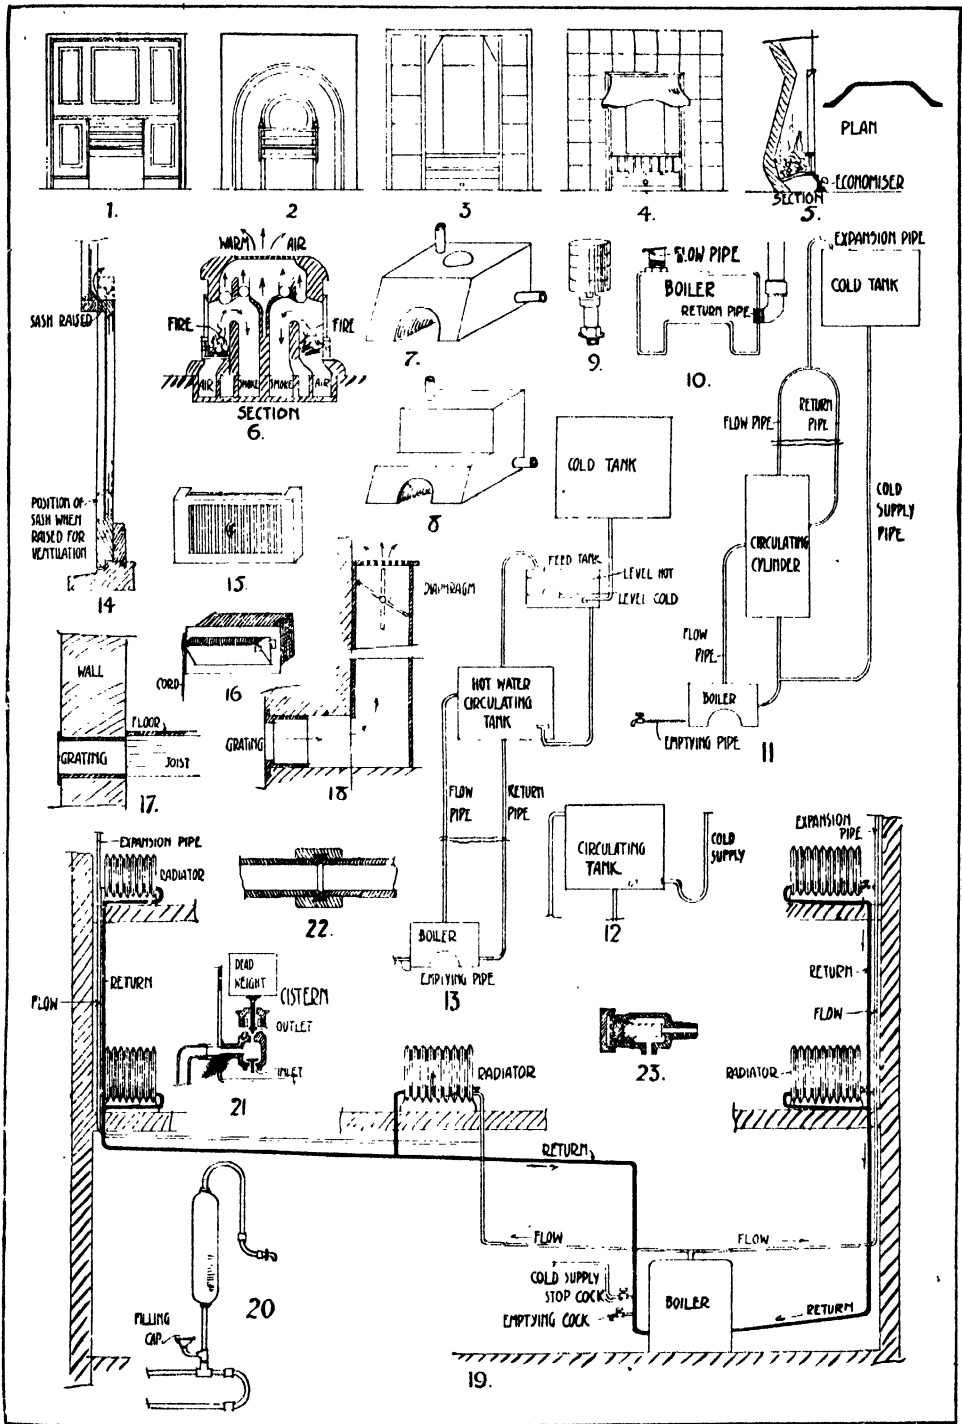 1.
2
3
4.
SECTION
5.
PLAN
ECONOMISER
WARM AIR
FIRE
FIRE
AIR
SMOKE
SMOKE
AIR
SECTION
6.
7.
8
9.
FLOW PIPE
BOILER
RETURN PIPE
10.
EXPANSION PIPE
COLD TANK
FLOW PIPE
RETURN
PIPE
CIRCULATING
CYLINDER
COLD
SUPPLY
PIPE
FLOW
PIPE
BOILER
EMPTYING PIPE
11
SASH RAISED
POSITION OF
SASH WHEN
RAISED FOR
VENTILATION
14
15.
CORD
16
WALL
FLOOR
GRATING
JOIST
17.
DIAPHRAGM
GRATING
18
COLD TANK
FEED TANK
LEVEL HOT
LEVEL COLD
HOT WATER
CIRCULATING
TANK
FLOW
PIPE
RETURN
PIPE
BOILER
EMPTYING PIPE
13
CIRCULATING
TANK
COLD
SUPPLY
12
EXPANSION PIPE
RADIATOR
RETURN
FLOW
22.
DEAD
WEIGHT
CISTERN
OUTLET
INLET
21
23.
EXPANSION
PIPE
RETURN
FLOW
RADIATOR
RADIATOR
RETURN
FLOW
FLOW
COLD SUPPLY
STOP COCK
EMPTYING COCK
BOILER
RETURN
19.
FILLING
CAP
20